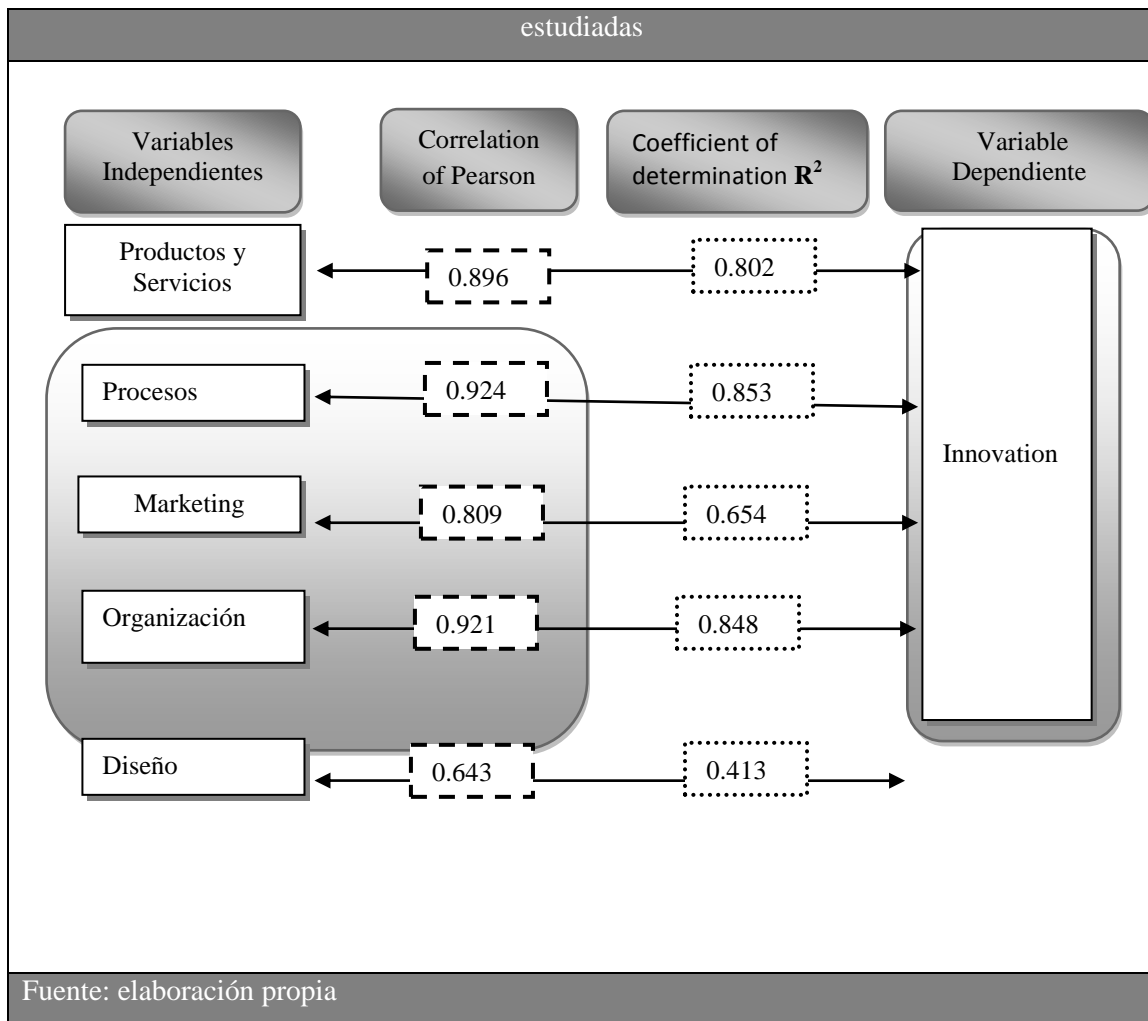 estudiadas
Variables
Independientes
Correlation
of Pearson
Coefficient of
determination R²
Variable
Dependiente
Productos y
Servicios
0.896
0.802
Procesos
0.924
0.853
Innovation
Marketing
0.809
0.654
Organización
0.921
0.848
Diseño
0.643
0.413
Fuente: elaboración propia